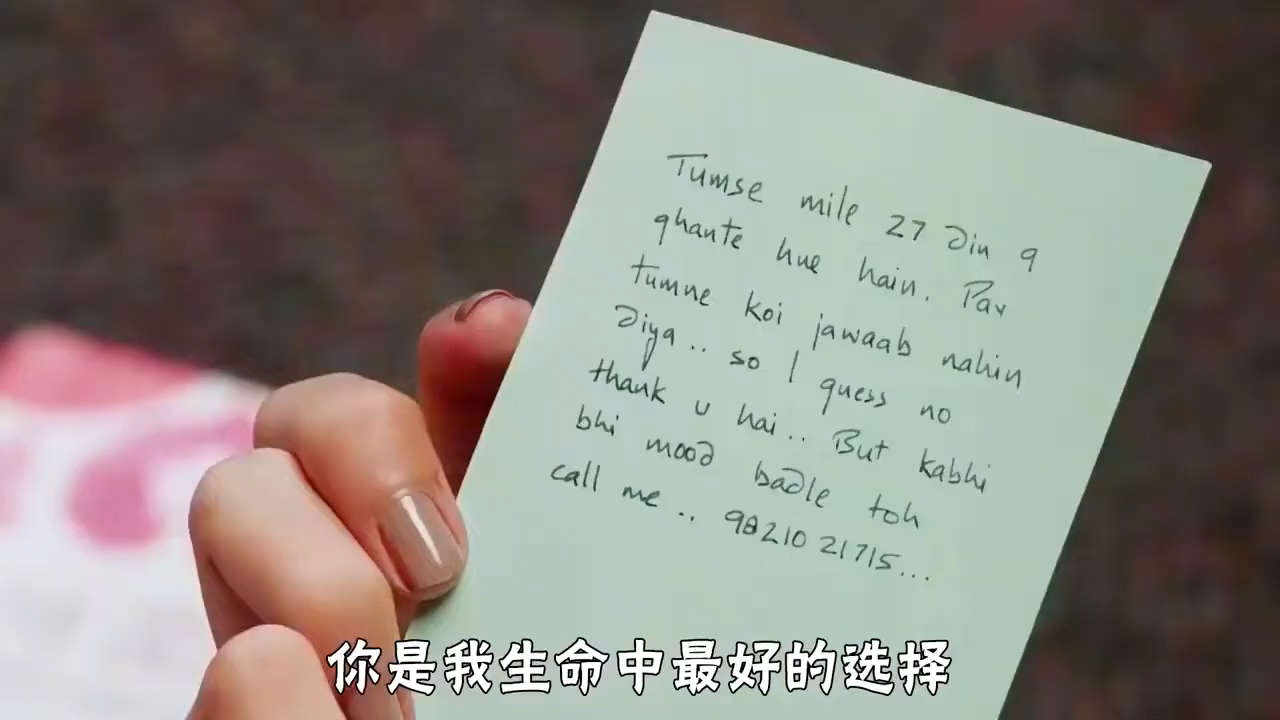 Tumse mile 27 din 9
ghante hue hain. Par
tumne koi jawaab nahin
diya.. so I guess no
thank u hai.. But kabhi
bhi mood badle toh
call me.. 98210 21715...
你是我生命中最好的选择